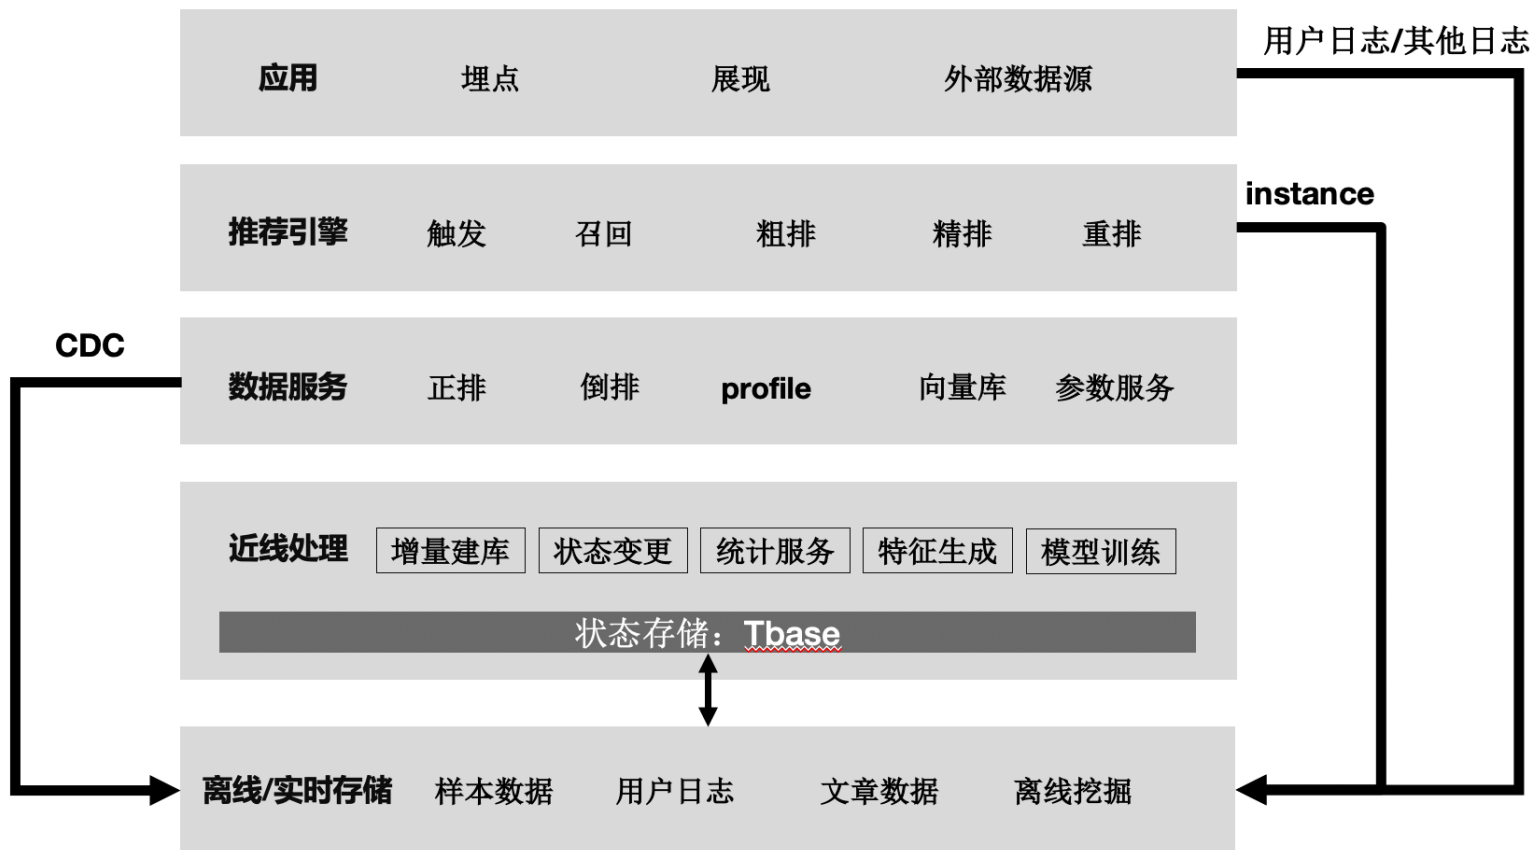 用户日志/其他日志
应用 埋点 展现 外部数据源
instance
推荐引擎 触发 召回 粗排 精排 重排
CDC
数据服务 正排 倒排 profile 向量库 参数服务
近线处理 增量建库 状态变更 统计服务 特征生成 模型训练
状态存储：Tbase
离线/实时存储 样本数据 用户日志 文章数据 离线挖掘